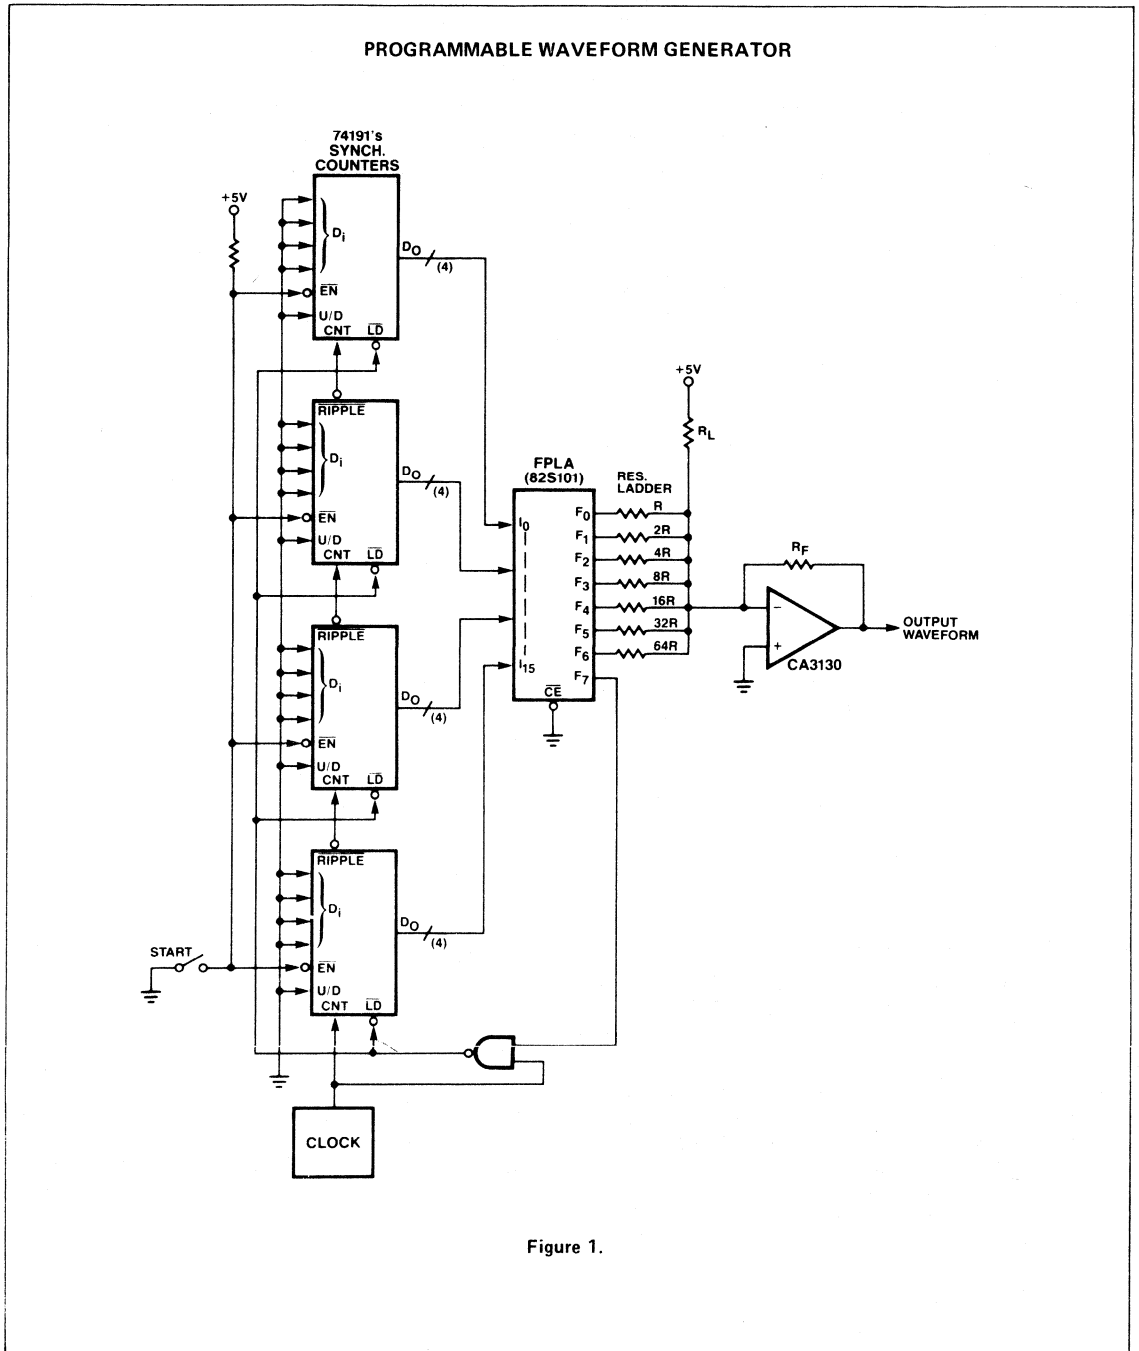 PROGRAMMABLE WAVEFORM GENERATOR
74191's
SYNCH.
COUNTERS
+5V
Di
DO
(4)
EN
U/D
CNT LD
RIPPLE
Di
DO
(4)
EN
U/D
CNT LD
RIPPLE
Di
DO
(4)
EN
U/D
CNT LD
RIPPLE
Di
DO
(4)
START
EN
U/D
CNT LD
CLOCK
FPLA
(82S101)
I0
I15
CE
F0
F1
F2
F3
F4
F5
F6
F7
RES.
LADDER
R
2R
4R
8R
16R
32R
64R
+5V
RL
RF
−
+
CA3130
OUTPUT
WAVEFORM
Figure 1.